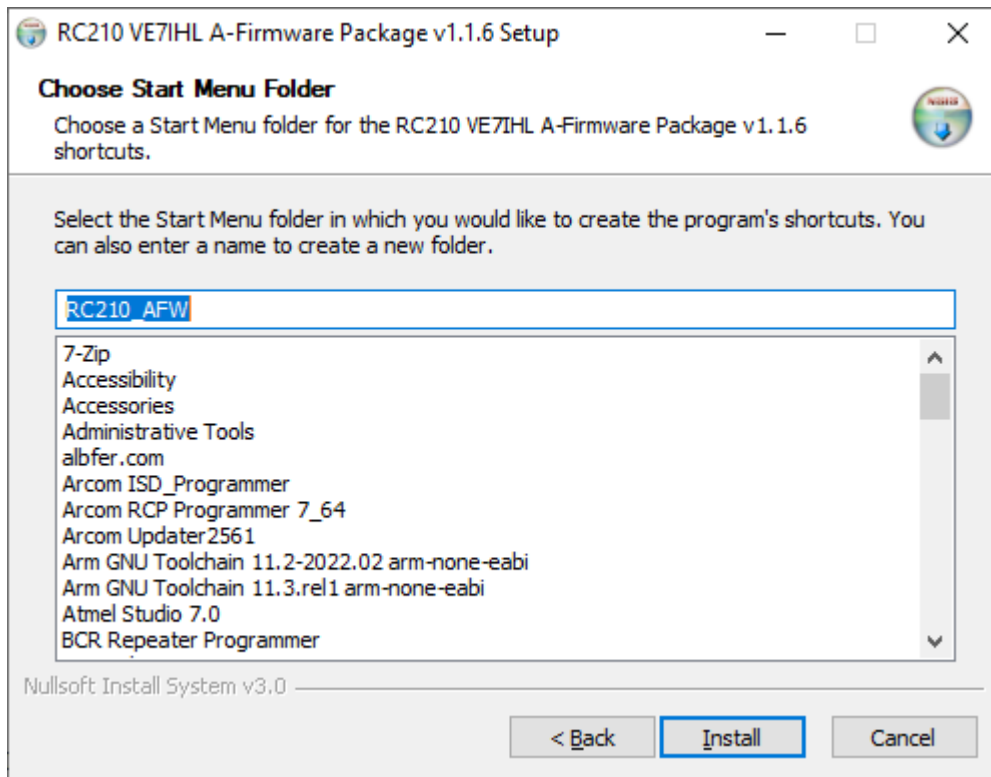 RC210 VE7IHL A-Firmware Package v1.1.6 Setup
Choose Start Menu Folder
Choose a Start Menu folder for the RC210 VE7IHL A-Firmware Package v1.1.6
shortcuts.
NSIS
Select the Start Menu folder in which you would like to create the program's shortcuts. You
can also enter a name to create a new folder.
RC210_AFW
7-Zip
Accessibility
Accessories
Administrative Tools
albfer.com
Arcom ISD_Programmer
Arcom RCP Programmer 7_64
Arcom Updater2561
Arm GNU Toolchain 11.2-2022.02 arm-none-eabi
Arm GNU Toolchain 11.3.rel1 arm-none-eabi
Atmel Studio 7.0
BCR Repeater Programmer
Nullsoft Install System v3.0
< Back Install Cancel